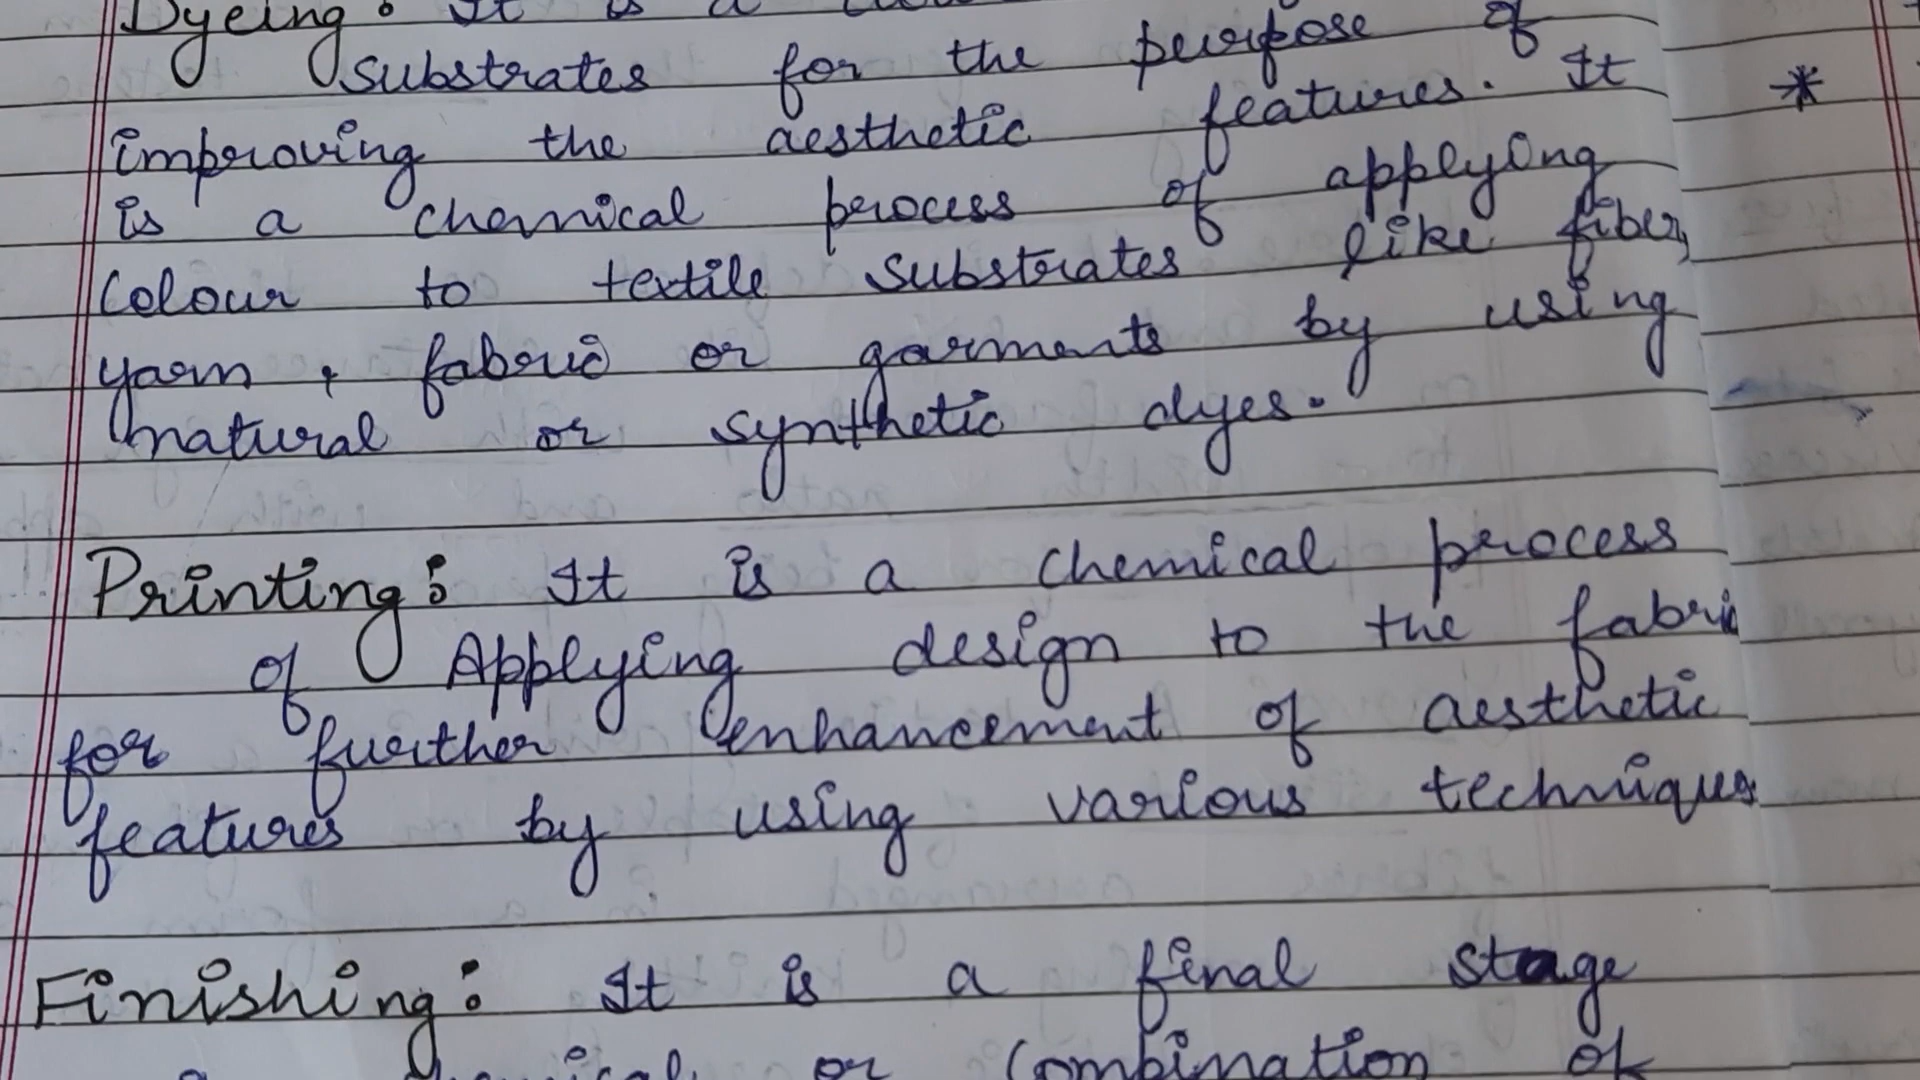 Dyeing: It is a
substrates for the purpose of
improving the aesthetic features. It
is a chemical process of applying
colour to textile substrates like fiber,
yarn, fabric or garments by using
natural or synthetic dyes.
Printing: It is a chemical process
of Applying design to the fabric
for further enhancement of aesthetic
features by using various techniques
Finishing: It is a final stage
or combination of
*